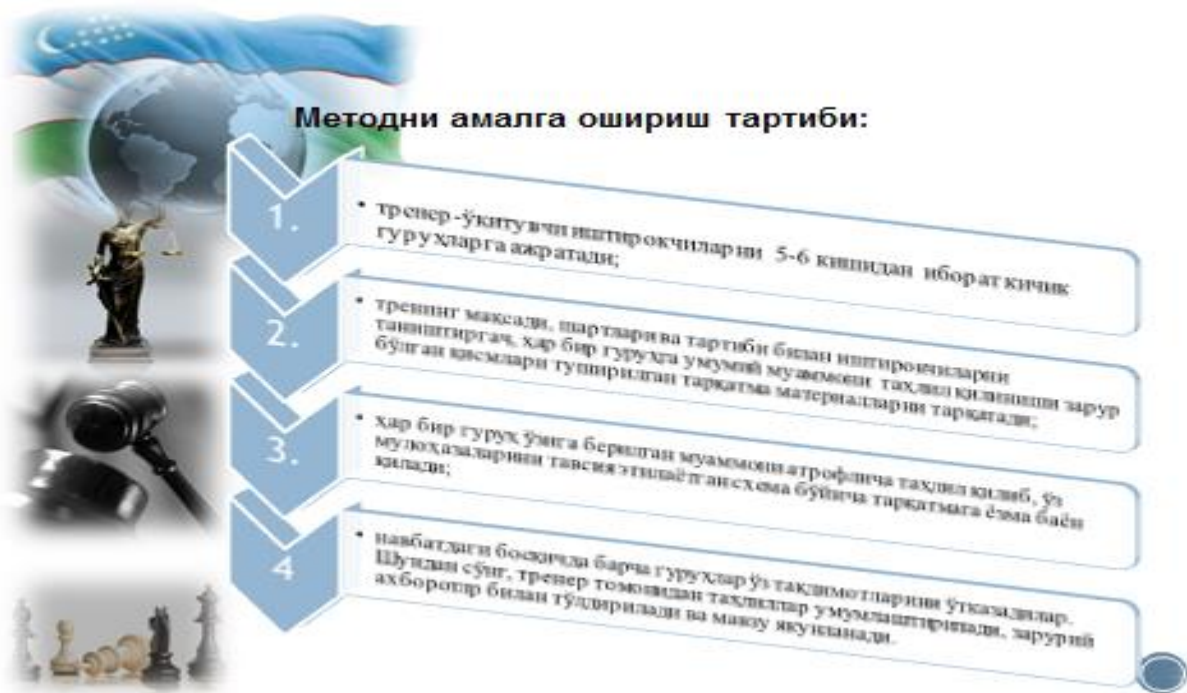 Методни амалга ошириш тартиби:
1.
• тренер-ўқитувчи иштирокчиларни 5-6 кишидан иборат кичик
гуруҳларга ажратади;
2.
• тренинг мақсади, шартлари ва тартиби билан иштирокчиларни
таништиргач, ҳар бир гуруҳга умумий муаммони таҳлил қилиниши зарур
бўлган қисмлари туширилган тарқатма материалларни тарқатади;
3.
• ҳар бир гуруҳ ўзига берилган муаммони атрофлича таҳлил қилиб, ўз
мулоҳазаларини тавсия этилаётган схема бўйича тарқатмага ёзма баён
қилади;
4
• навбатдаги босқичда барча гуруҳлар ўз тақдимотларини ўтказадилар.
Шундан сўнг, тренер томонидан таҳлиллар умумлаштирилади, зарурий
ахборотлр билан тўлдирилади ва мавзу якунланади.